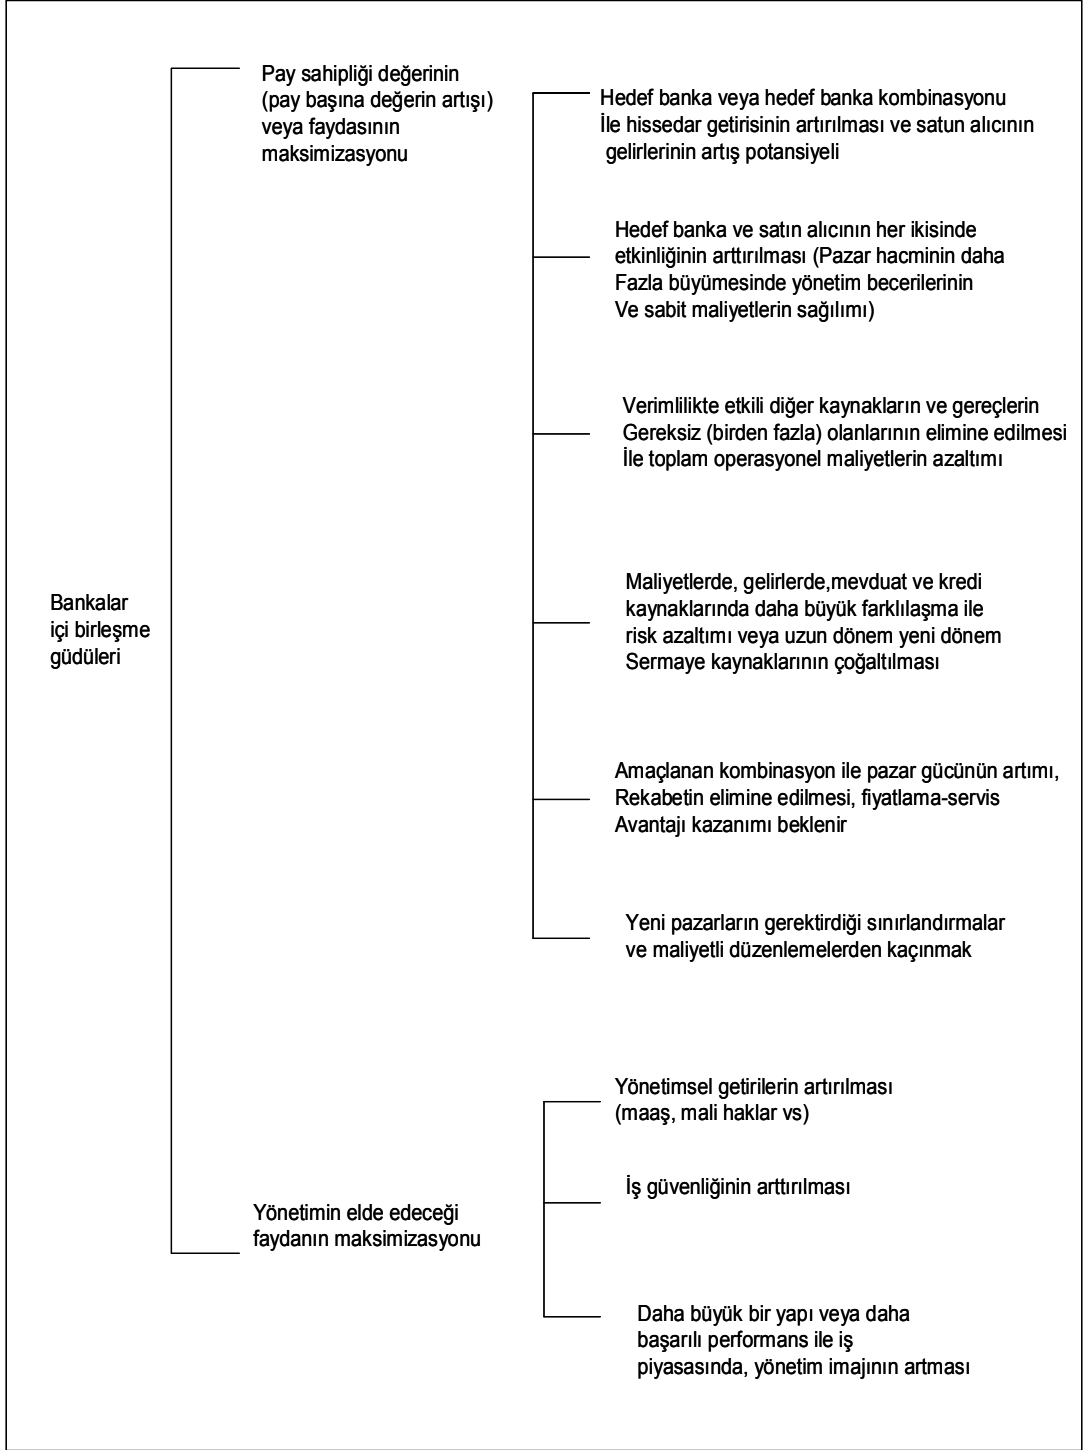 Pay sahipliği değerinin
(pay başına değerin artışı)
veya faydasının
maksimizasyonu
Hedef banka veya hedef banka kombinasyonu
İle hissedar getirisinin artırılması ve satun alıcının
gelirlerinin artış potansiyeli
Hedef banka ve satın alıcının her ikisinde
etkinliğinin arttırılması (Pazar hacminin daha
Fazla büyümesinde yönetim becerilerinin
Ve sabit maliyetlerin sağılımı)
Verimlilikte etkili diğer kaynakların ve gereçlerin
Gereksiz (birden fazla) olanlarının elimine edilmesi
İle toplam operasyonel maliyetlerin azaltımı
Bankalar
içi birleşme
güdüleri
Maliyetlerde, gelirlerde,mevduat ve kredi
kaynaklarında daha büyük farklılaşma ile
risk azaltımı veya uzun dönem yeni dönem
Sermaye kaynaklarının çoğaltılması
Amaçlanan kombinasyon ile pazar gücünün artımı,
Rekabetin elimine edilmesi, fiyatlama-servis
Avantajı kazanımı beklenir
Yeni pazarların gerektirdiği sınırlandırmalar
ve maliyetli düzenlemelerden kaçınmak
Yönetimin elde edeceği
faydanın maksimizasyonu
Yönetimsel getirilerin artırılması
(maaş, mali haklar vs)
İş güvenliğinin arttırılması
Daha büyük bir yapı veya daha
başarılı performans ile iş
piyasasında, yönetim imajının artması